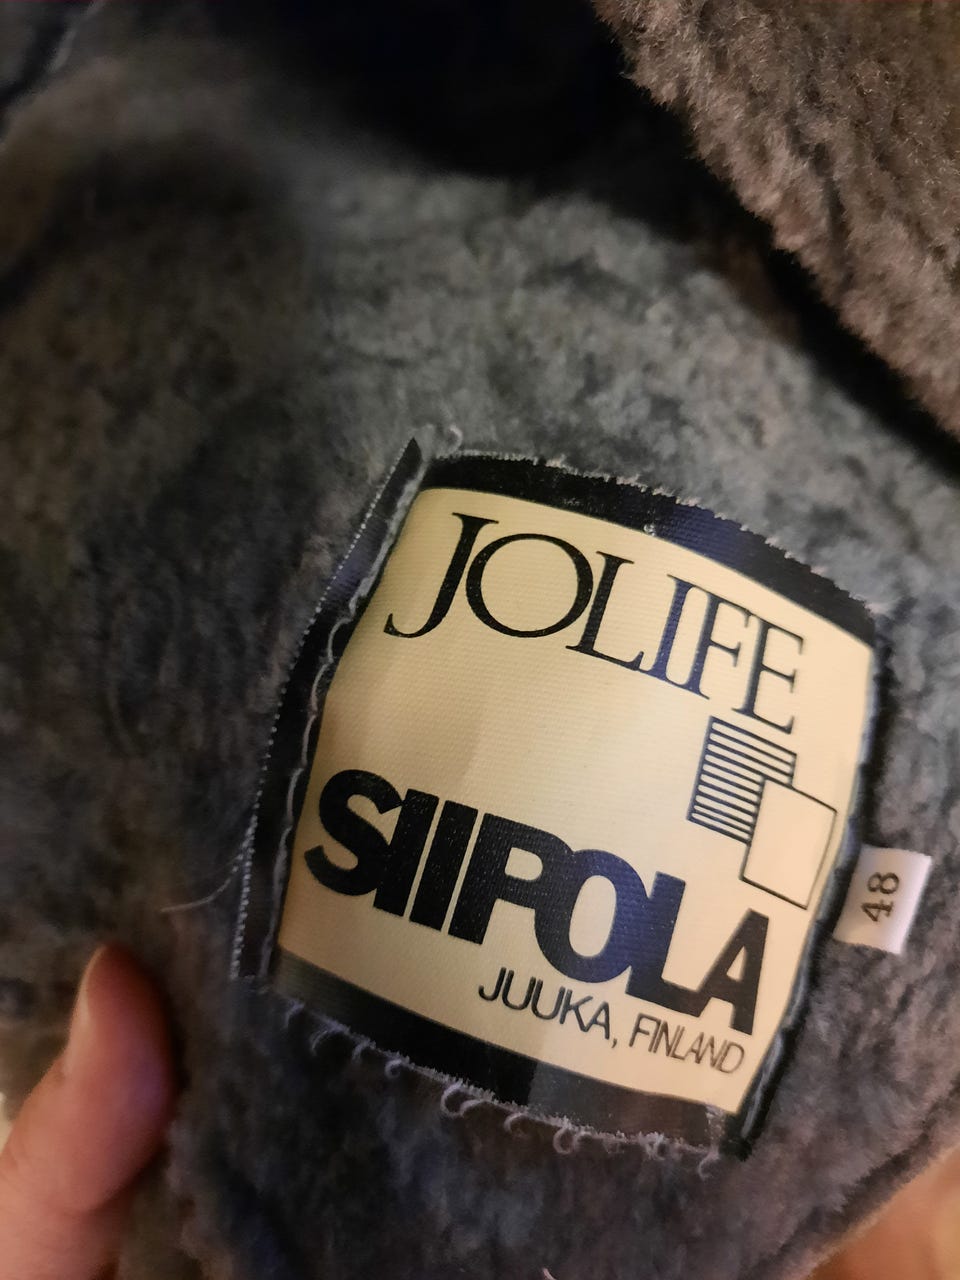 JOLIFE
SIIPOLA
JUUKA, FINLAND
48